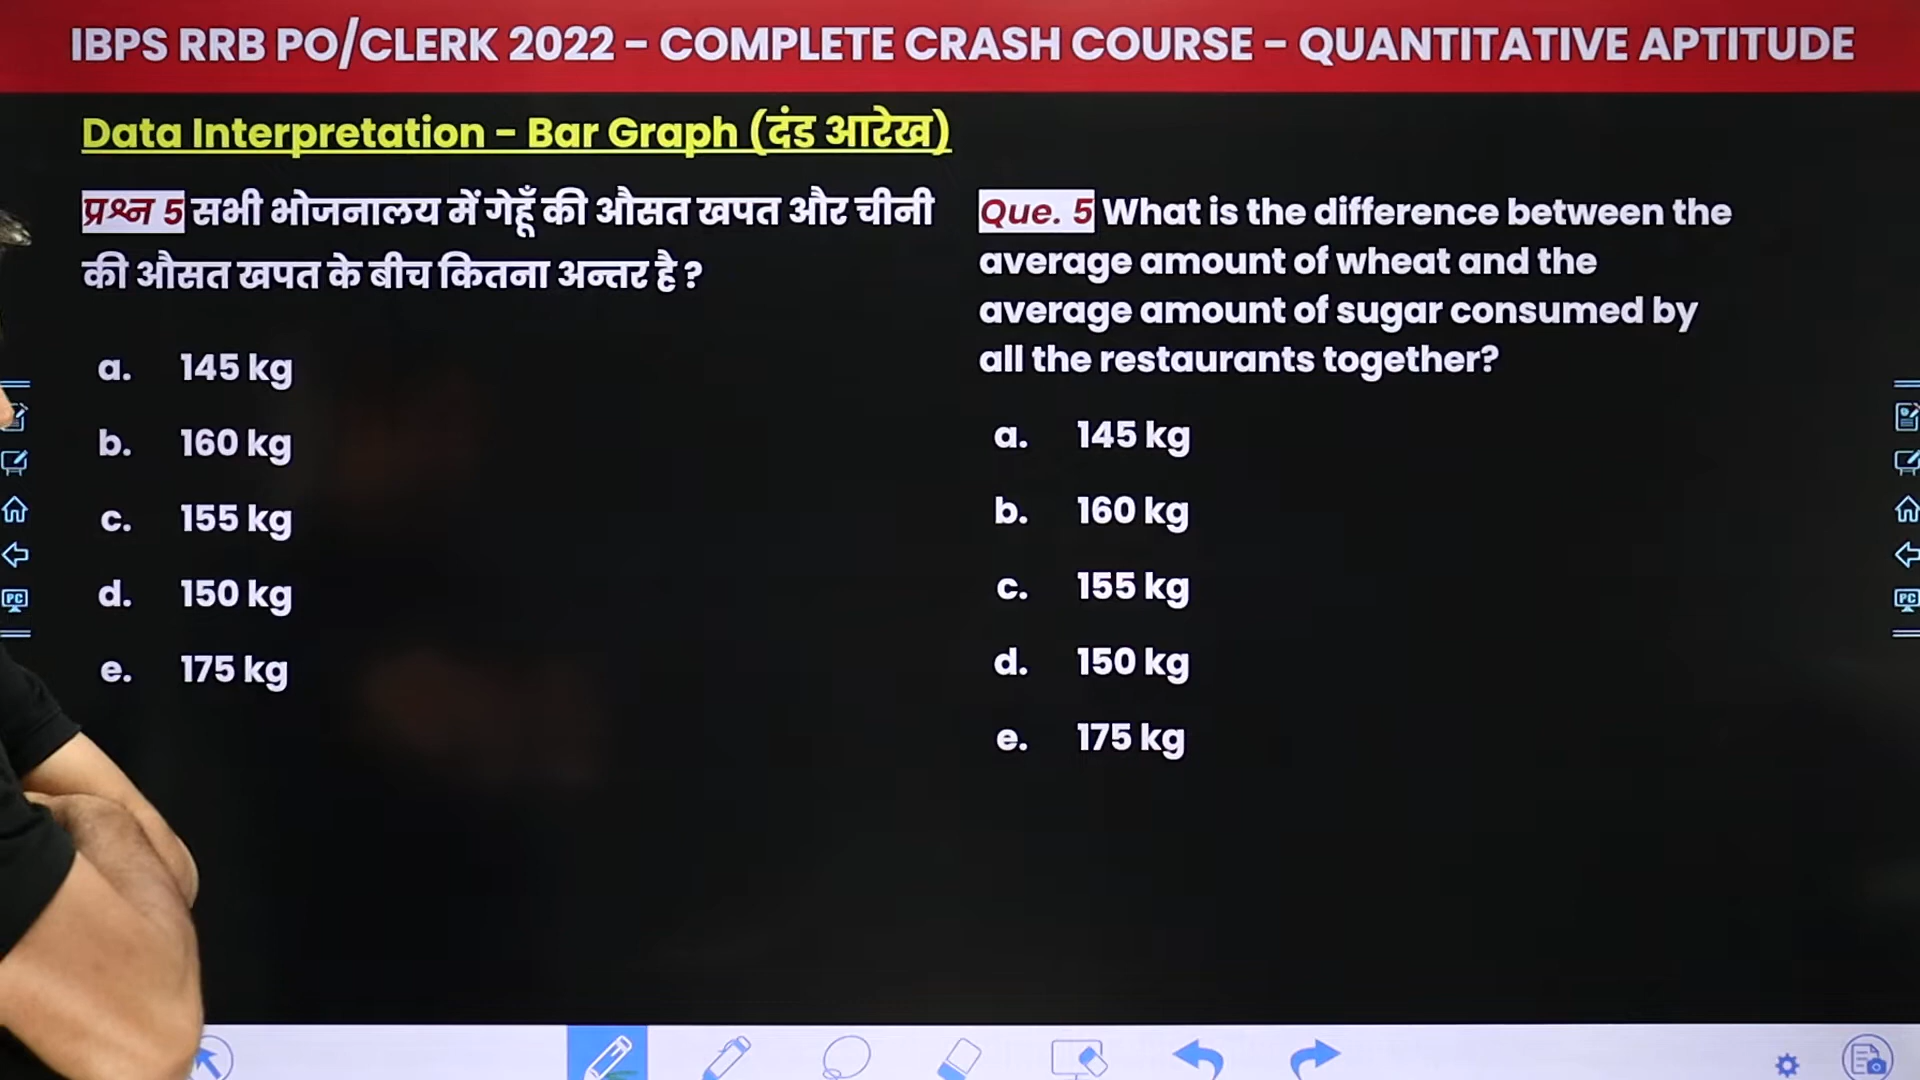 IBPS RRB PO/CLERK 2022 - COMPLETE CRASH COURSE - QUANTITATIVE APTITUDE
Data Interpretation - Bar Graph (दंड आरेख)
प्रश्न 5 सभी भोजनालय में गेहूँ की औसत खपत और चीनी
की औसत खपत के बीच कितना अन्तर है ?
a. 145 kg
b. 160 kg
c. 155 kg
d. 150 kg
e. 175 kg
Que. 5 What is the difference between the
average amount of wheat and the
average amount of sugar consumed by
all the restaurants together?
a. 145 kg
b. 160 kg
c. 155 kg
d. 150 kg
e. 175 kg
PC
PC